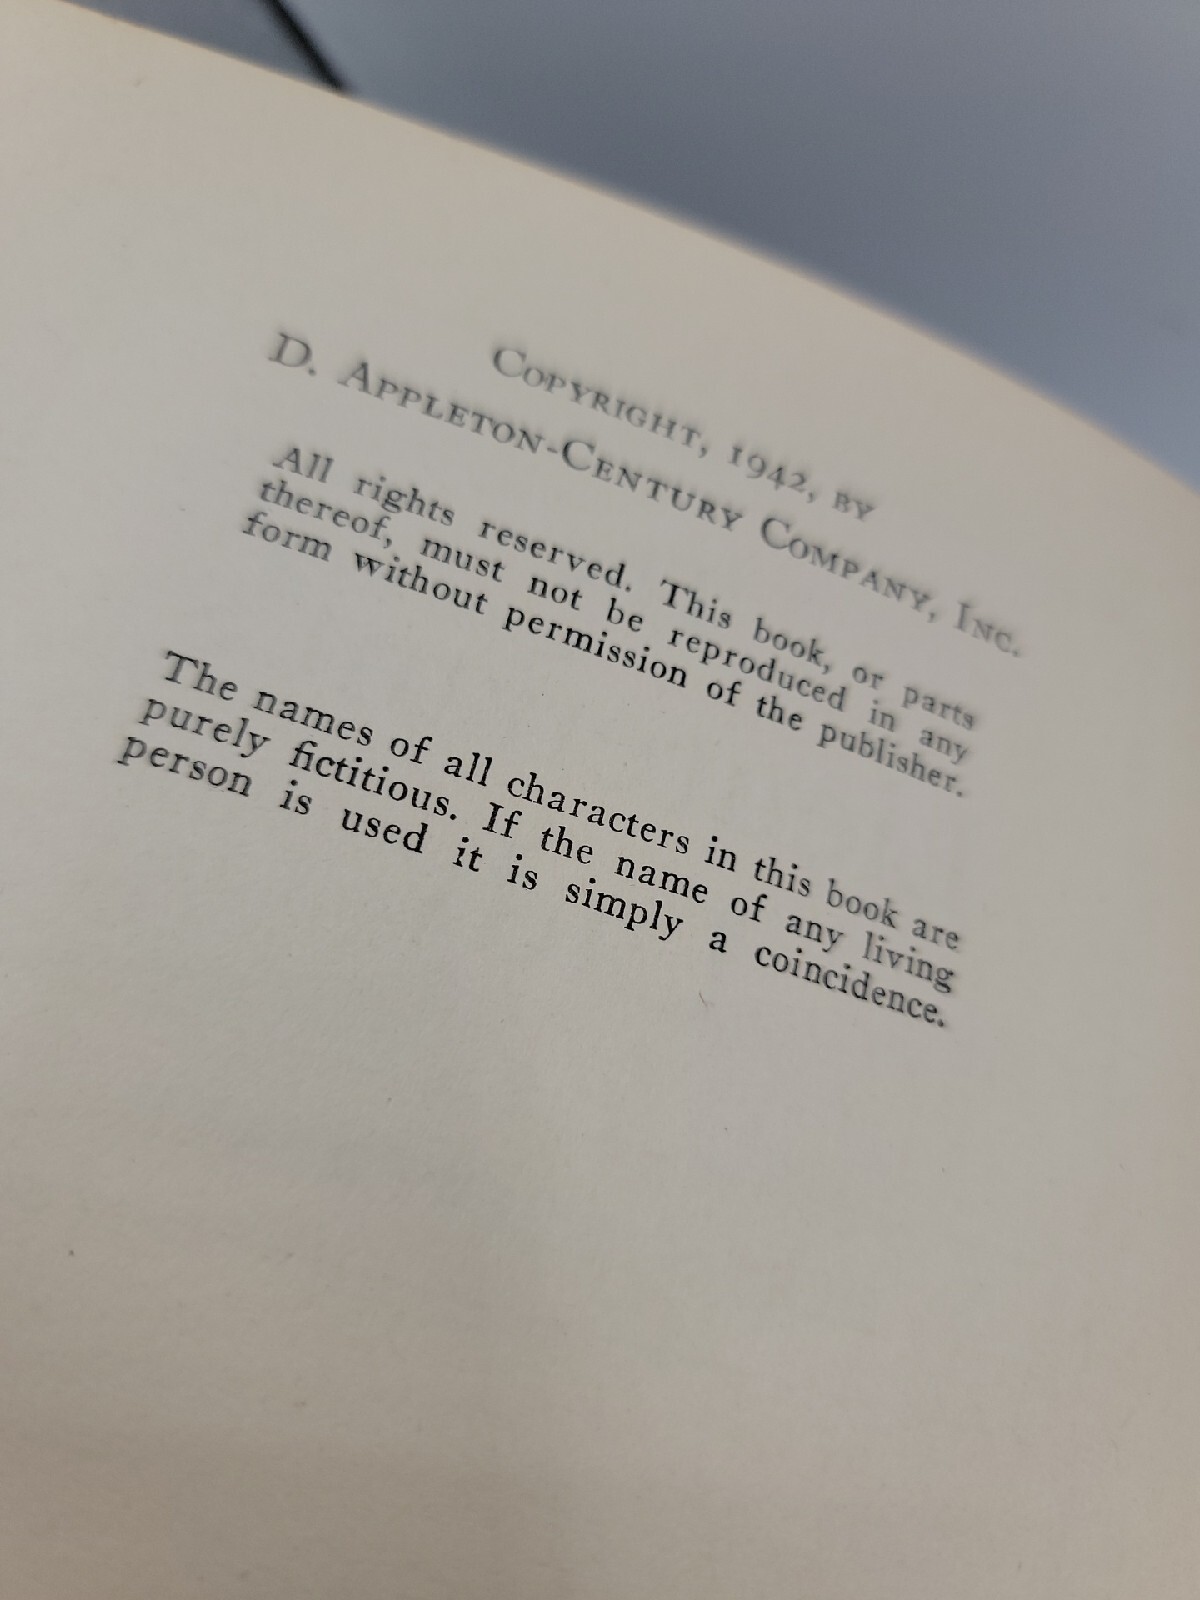 Copyright, 1942, by
D. Appleton-Century Company, Inc.
All rights reserved. This book, or parts
thereof, must not be reproduced in any
form without permission of the publisher.
The names of all characters in this book are
purely fictitious. If the name of any living
person is used it is simply a coincidence.